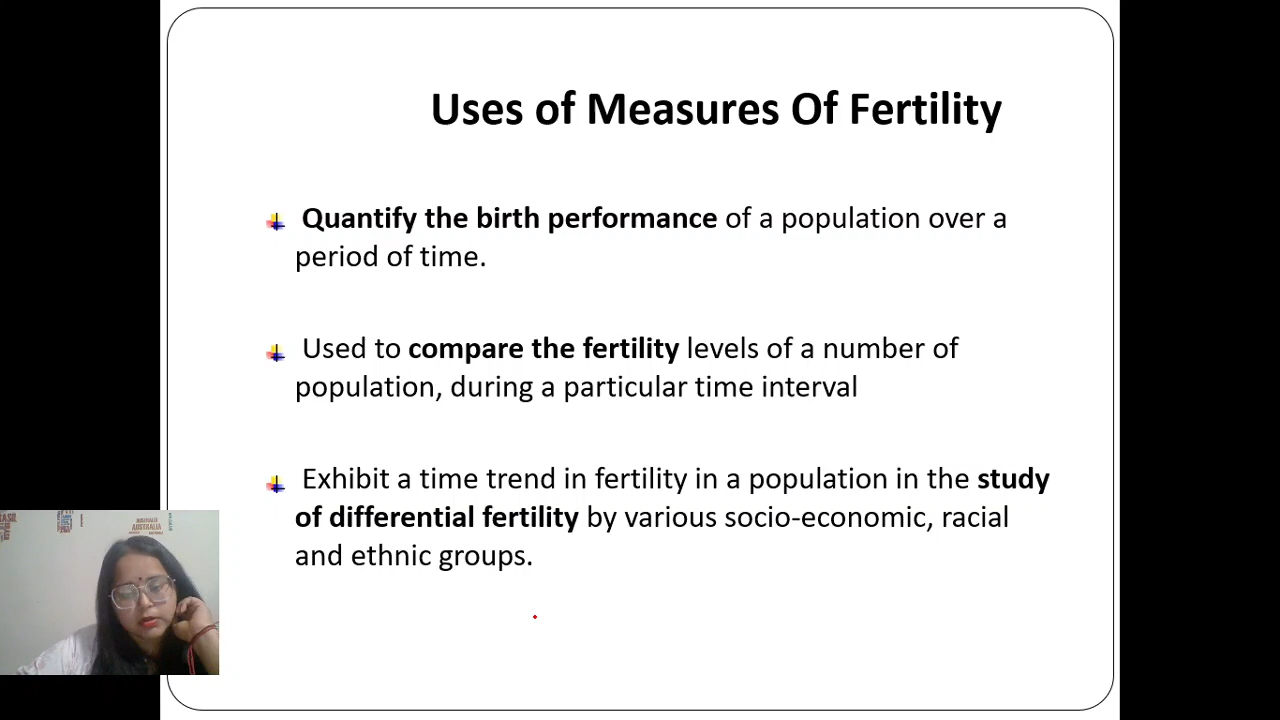 Uses of Measures Of Fertility
Quantify the birth performance of a population over a
period of time.
Used to compare the fertility levels of a number of
population, during a particular time interval
Exhibit a time trend in fertility in a population in the study
of differential fertility by various socio-economic, racial
and ethnic groups.
AUSTRALIA